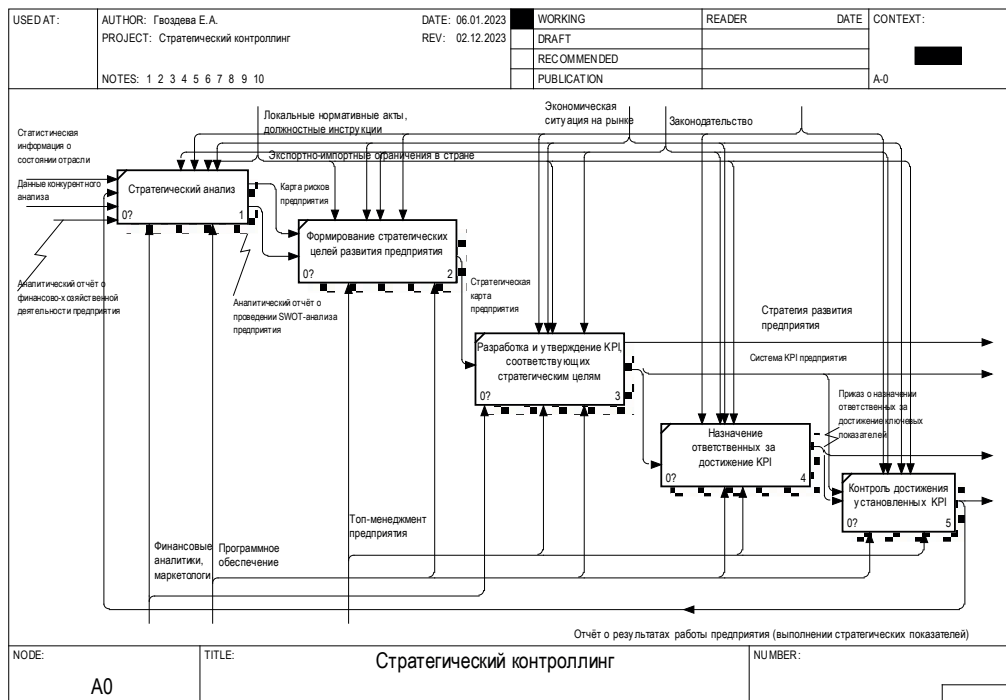 USED AT:
AUTHOR: Гвоздева Е.А.
DATE: 06.01.2023
WORKING
READER
DATE
CONTEXT:
PROJECT: Стратегический контроллинг
REV: 02.12.2023
DRAFT
RECOMMENDED
NOTES: 1 2 3 4 5 6 7 8 9 10
PUBLICATION
A-0
Локальные нормативные акты,
должностные инструкции
Экономическая
ситуация на рынке
Законодательство
Статистическая
информация о
состоянии отрасли
Экспортно-импортные ограничения в стране
Данные конкурентного
анализа
Стратегический анализ
0?
1
Карта рисков
предприятия
Формирование стратегических
целей развития предприятия
0?
2
Аналитический отчёт о
финансово-хозяйственной
деятельности предприятия
Аналитический отчёт о
проведении SWOT-анализа
предприятия
Стратегическая
карта
предприятия
Стратегия развития
предприятия
Разработка и утверждение KPI,
соответствующих
стратегическим целям
0?
3
Система KPI предприятия
Приказ о назначении
ответственных за
достижение ключевых
показателей
Назначение
ответственных за
достижение KPI
0?
4
Контроль достижения
установленных KPI
0?
5
Топ-менеджмент
предприятия
Финансовые
аналитики,
маркетологи
Программное
обеспечение
Отчёт о результатах работы предприятия (выполнении стратегических показателей)
NODE:
TITLE:
Стратегический контроллинг
NUMBER:
A0